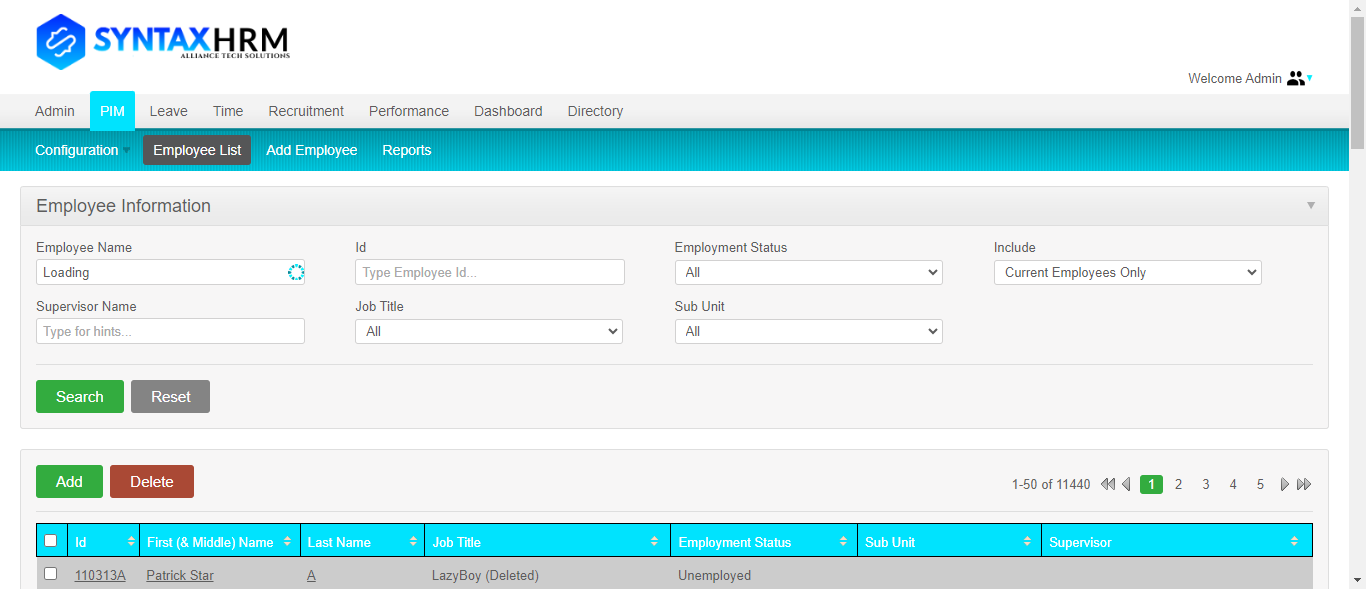 SYNTAXHRM
ALLIANCE TECH SOLUTIONS
Welcome Admin
Admin PIM Leave Time Recruitment Performance Dashboard Directory
Configuration Employee List Add Employee Reports
Employee Information
Employee Name Id Employment Status Include
Loading Type Employee Id... All Current Employees Only
Supervisor Name Job Title Sub Unit
Type for hints... All All
Search Reset
Add Delete 1-50 of 11440 1 2 3 4 5
Id First (& Middle) Name Last Name Job Title Employment Status Sub Unit Supervisor
110313A Patrick Star A LazyBoy (Deleted) Unemployed